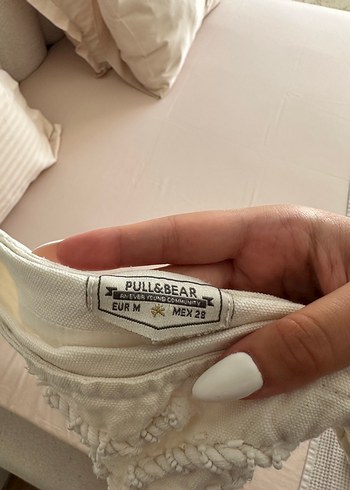 PULL&BEAR
AN EVER YOUNG COMMUNITY
EUR M MEX 28